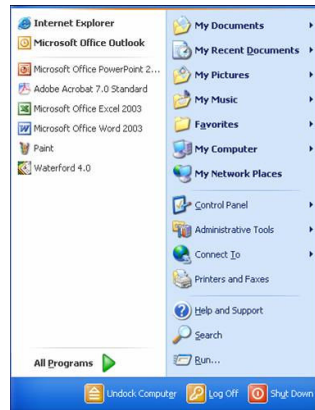 Internet Explorer
Microsoft Office Outlook
Microsoft Office PowerPoint 2...
Adobe Acrobat 7.0 Standard
Microsoft Office Excel 2003
Microsoft Office Word 2003
Paint
Waterford 4.0
All Programs
My Documents
My Recent Documents
My Pictures
My Music
Favorites
My Computer
My Network Places
Control Panel
Administrative Tools
Connect To
Printers and Faxes
Help and Support
Search
Run...
Undock Computer Log Off Shut Down